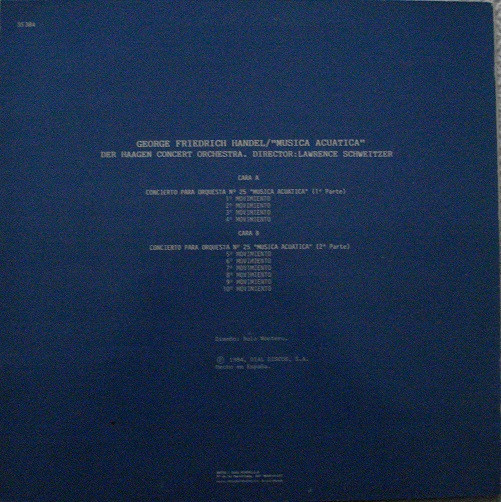 GEORGE FRIEDRICH HANDEL/"MUSICA ACUATICA"
DER HAAGEN CONCERT ORCHESTRA. DIRECTOR:LAWRENCE SCHWEITZER
CARA A
CONCIERTO PARA ORQUESTA Nº 25 "MUSICA ACUATICA" (1ª Parte)
1º MOVIMIENTO
2º MOVIMIENTO
3º MOVIMIENTO
4º MOVIMIENTO
CARA B
CONCIERTO PARA ORQUESTA Nº 25 "MUSICA ACUATICA" (2ª Parte)
5º MOVIMIENTO
6º MOVIMIENTO
7º MOVIMIENTO
8º MOVIMIENTO
9º MOVIMIENTO
10º MOVIMIENTO
Diseño:
Ⓟ 1984, DIAL DISCOS, S.A.
Hecho en España.